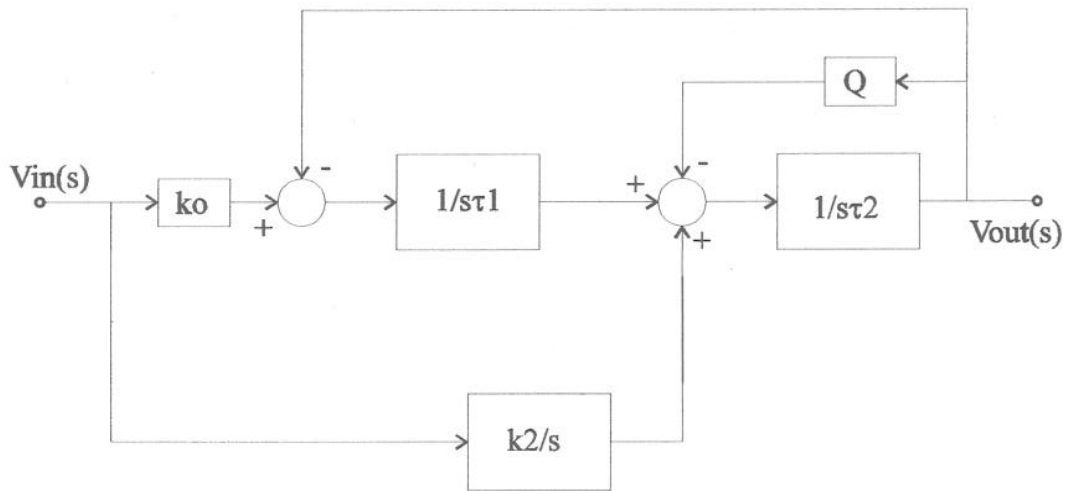 Q
-
-
Vin(s)
ko
+
1/sτ1
+
+
1/sτ2
Vout(s)
k2/s